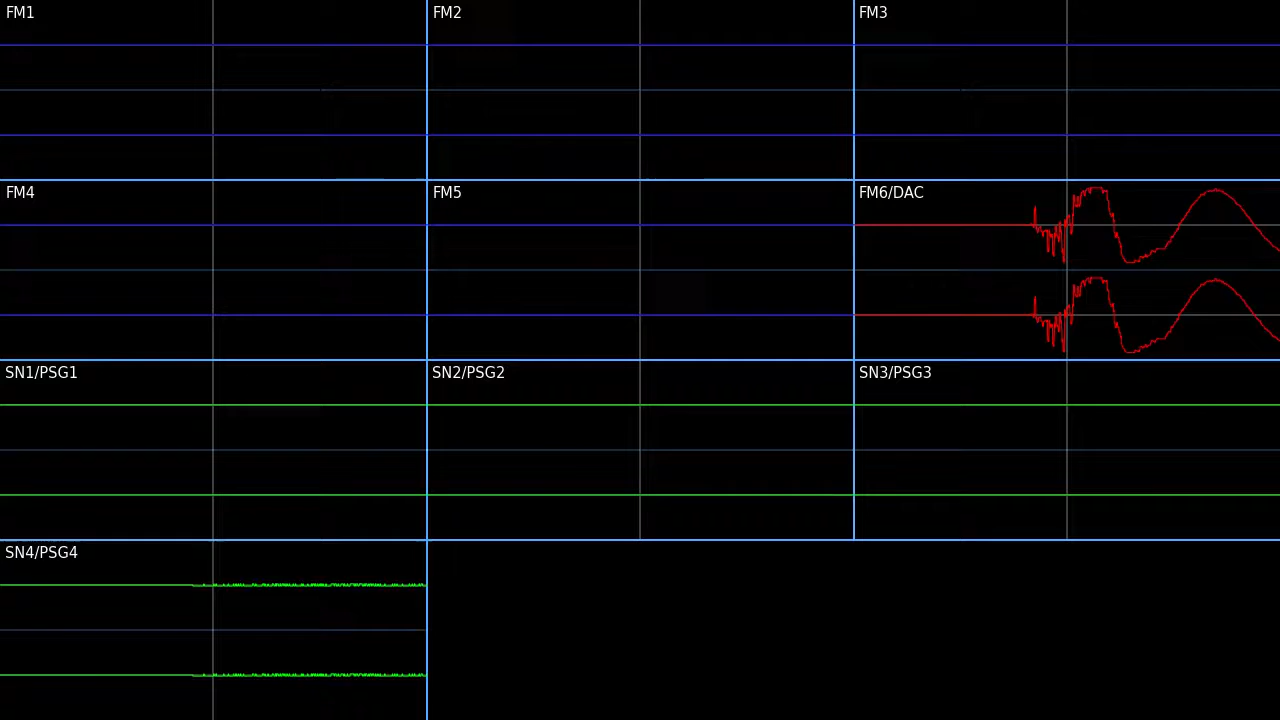 FM1
FM2
FM3
FM4
FM5
FM6/DAC
SN1/PSG1
SN2/PSG2
SN3/PSG3
SN4/PSG4